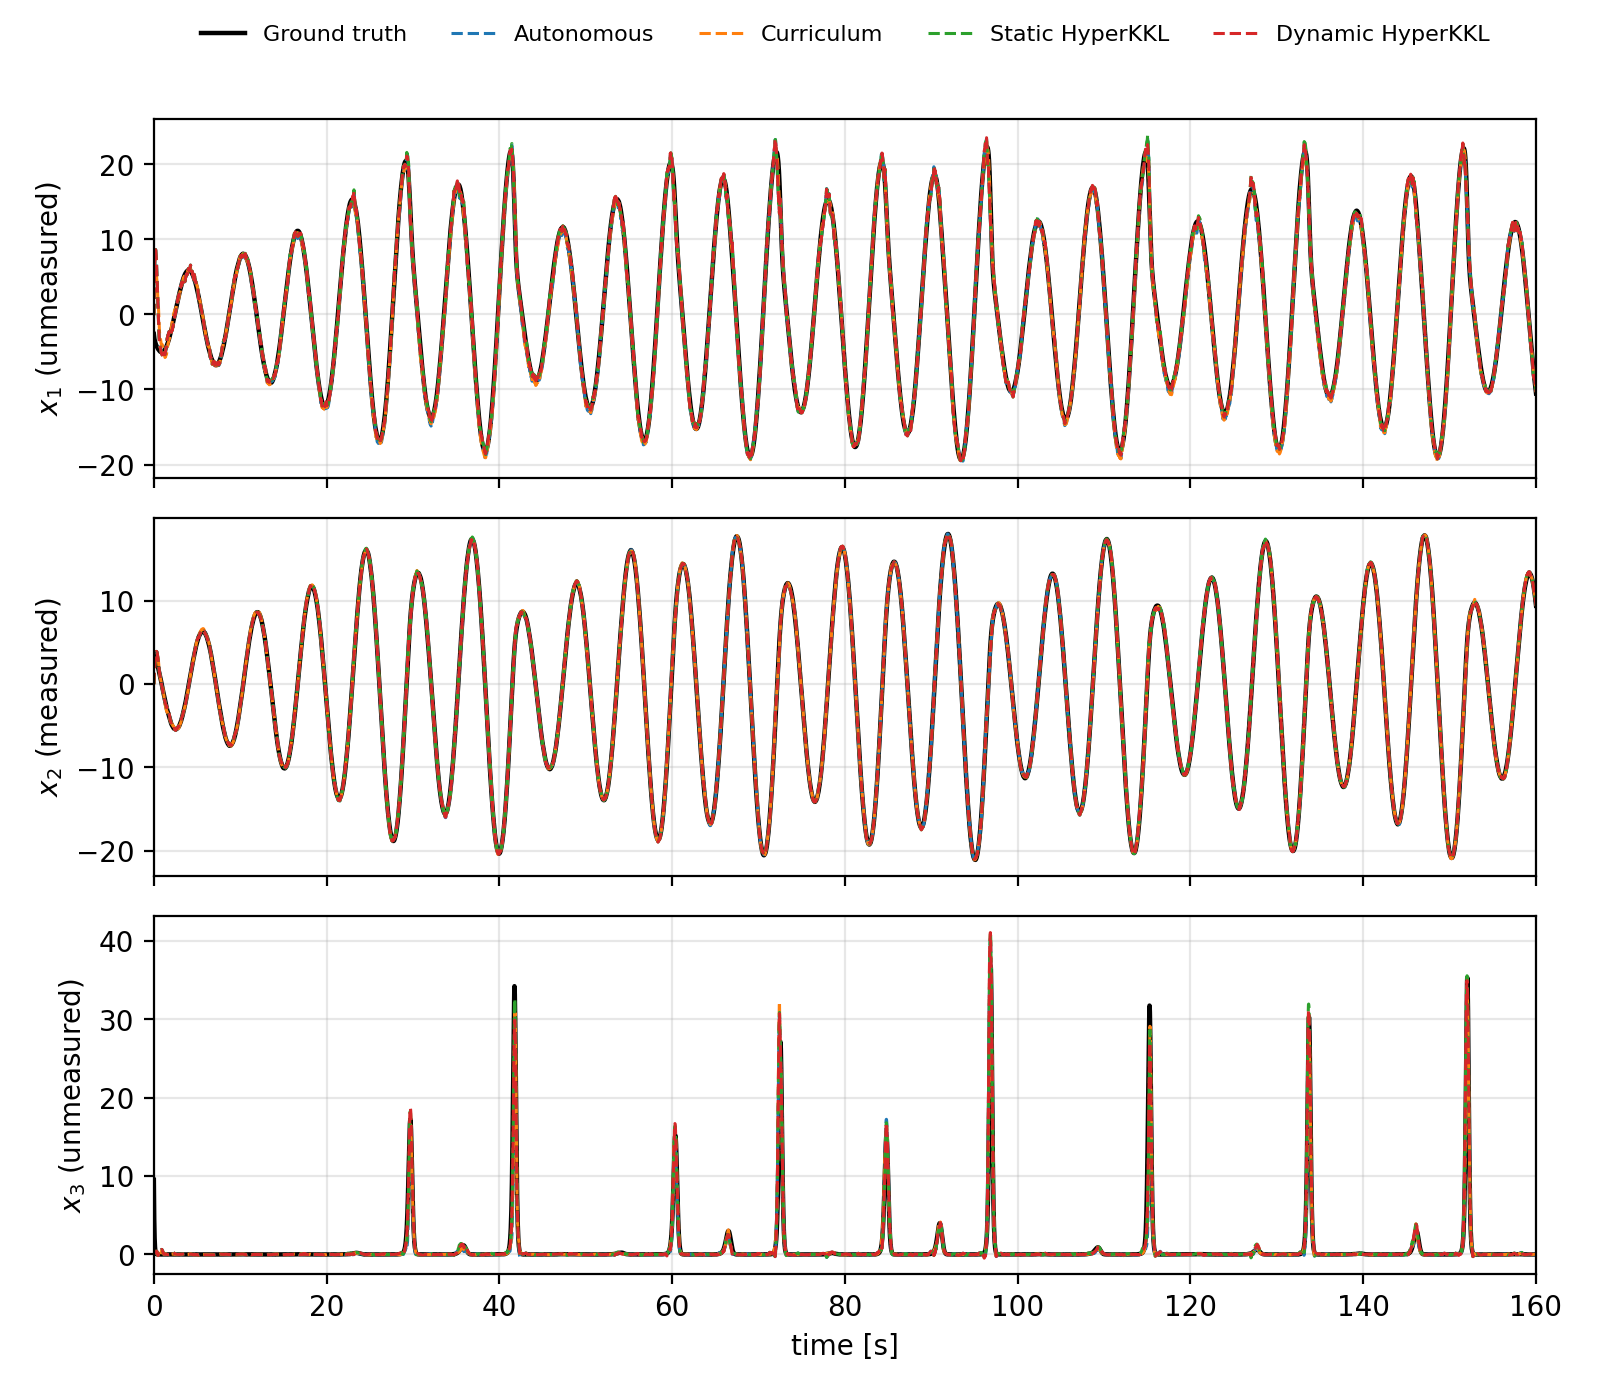 Ground truth Autonomous Curriculum Static HyperKKL Dynamic HyperKKL
20
10
0
−10
−20
x₁ (unmeasured)
10
0
−10
−20
x₂ (measured)
40
30
20
10
0
x₃ (unmeasured)
0 20 40 60 80 100 120 140 160
time [s]